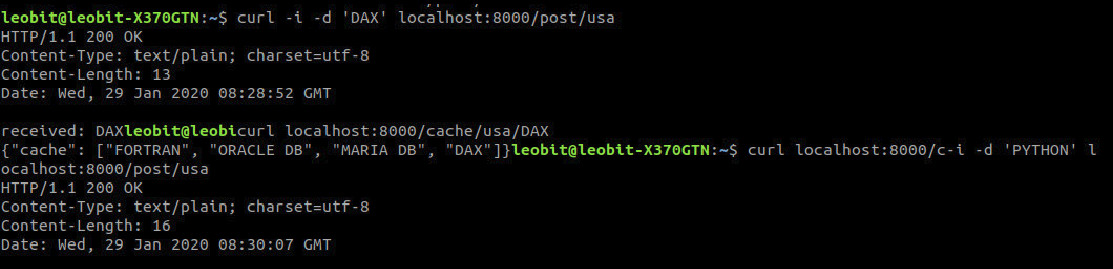 leobit@leobit-X370GTN:~$ curl -i -d 'DAX' localhost:8000/post/usa
HTTP/1.1 200 OK
Content-Type: text/plain; charset=utf-8
Content-Length: 13
Date: Wed, 29 Jan 2020 08:28:52 GMT

received: DAXleobit@leobicurl localhost:8000/cache/usa/DAX
{"cache": ["FORTRAN", "ORACLE DB", "MARIA DB", "DAX"]}leobit@leobit-X370GTN:~$ curl localhost:8000/c-i -d 'PYTHON' l
ocalhost:8000/post/usa
HTTP/1.1 200 OK
Content-Type: text/plain; charset=utf-8
Content-Length: 16
Date: Wed, 29 Jan 2020 08:30:07 GMT